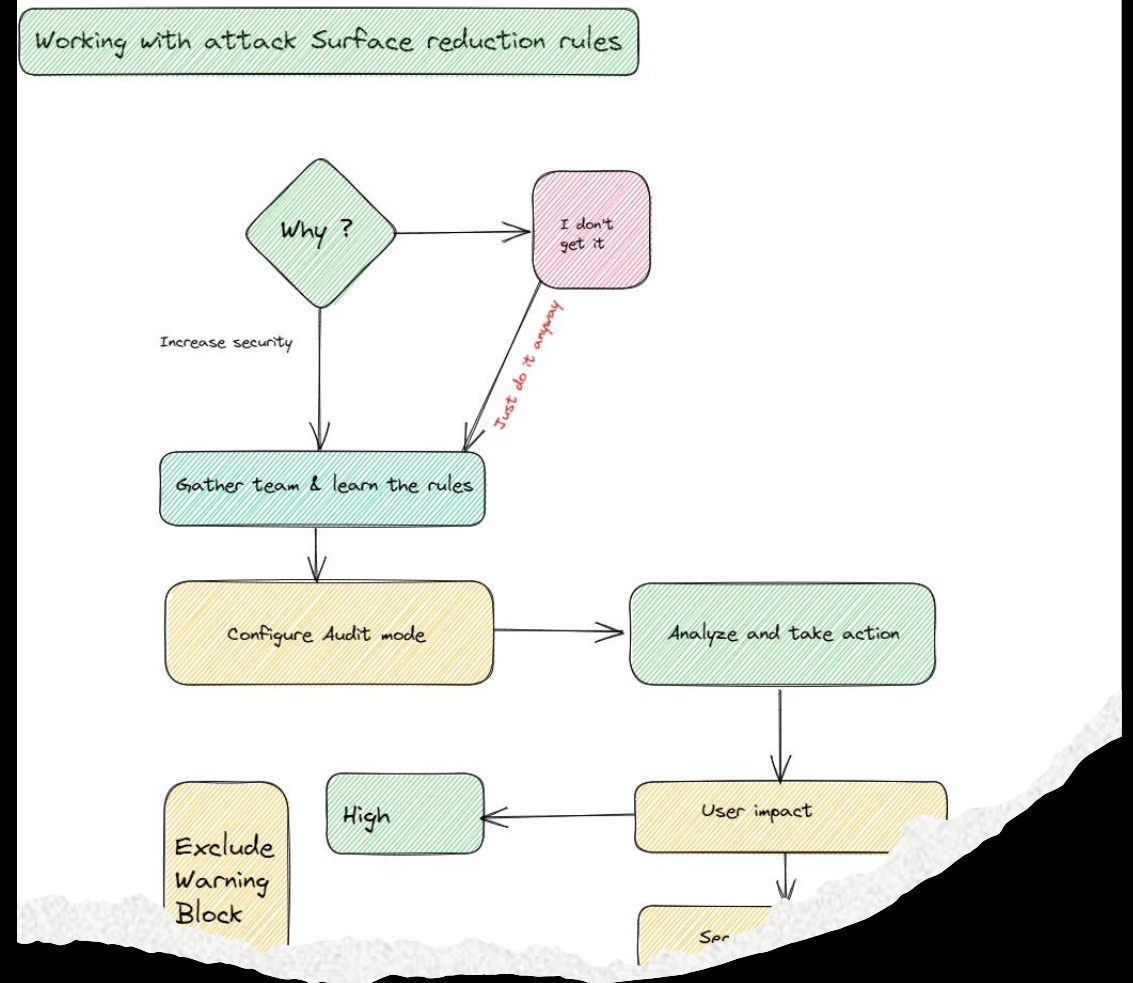 Working with attack Surface reduction rules
Why ?
I don't
get it
Increase security
Just do it anyway
Gather team & learn the rules
Configure Audit mode
Analyze and take action
High
User impact
Exclude
Warning
Block